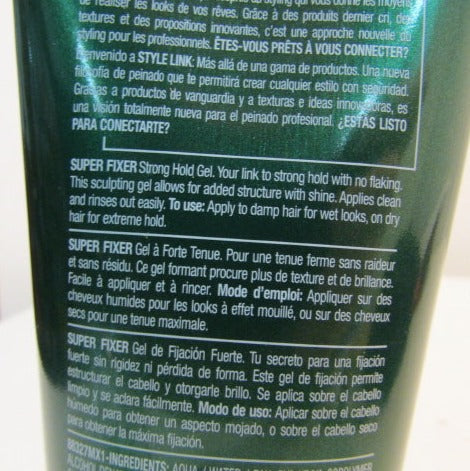 de réaliser les looks de vos rêves. Grâce à des produits dernier cri, des
textures et des propositions innovantes, c'est une approche nouvelle du
styling pour les professionnels. ÊTES-VOUS PRÊTS À VOUS CONNECTER?
Bienvenido a STYLE LINK: Más allá de una gama de productos. Una nueva
filosofía de peinado que te permitirá crear cualquier estilo con seguridad.
Gracias a productos de vanguardia y a texturas e ideas innovadoras, es
una visión totalmente nueva para el peinado profesional. ¿ESTÁS LISTO
PARA CONECTARTE?
SUPER FIXER Strong Hold Gel. Your link to strong hold with no flaking.
This sculpting gel allows for added structure with shine. Applies clean
and rinses out easily. To use: Apply to damp hair for wet looks, on dry
hair for extreme hold.
SUPER FIXER Gel à Forte Tenue. Pour une tenue ferme sans raideur
et sans résidu. Ce gel formant procure plus de texture et de brillance.
Facile à appliquer et à rincer. Mode d'emploi: Appliquer sur des
cheveux humides pour les looks à effet mouillé, ou sur des cheveux
secs pour une tenue maximale.
SUPER FIXER Gel de Fijación Fuerte. Tu secreto para una fijación
fuerte sin rigidez ni pérdida de forma. Este gel de fijación permite
estructurar el cabello y otorgarle brillo. Se aplica sobre el cabello
limpio y se aclara fácilmente. Modo de uso: Aplicar sobre el cabello
húmedo para obtener un aspecto mojado, o sobre el cabello seco
para obtener la máxima fijación.
88327MX1-INGREDIENTS: AQUA / WATER /
ALCOHOL